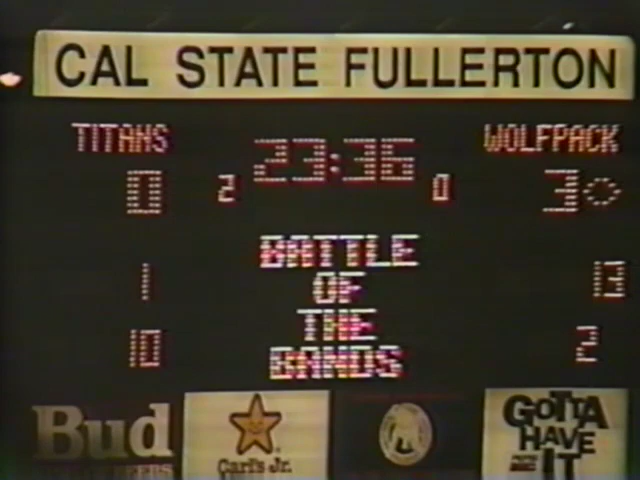 CAL STATE FULLERTON
TITANS 23:36 WOLFPACK
0 2 0 3
BATTLE
1 OF 13
THE
10 BANDS 2
Bud
Carl's Jr.
GOTTA
HAVE
IT